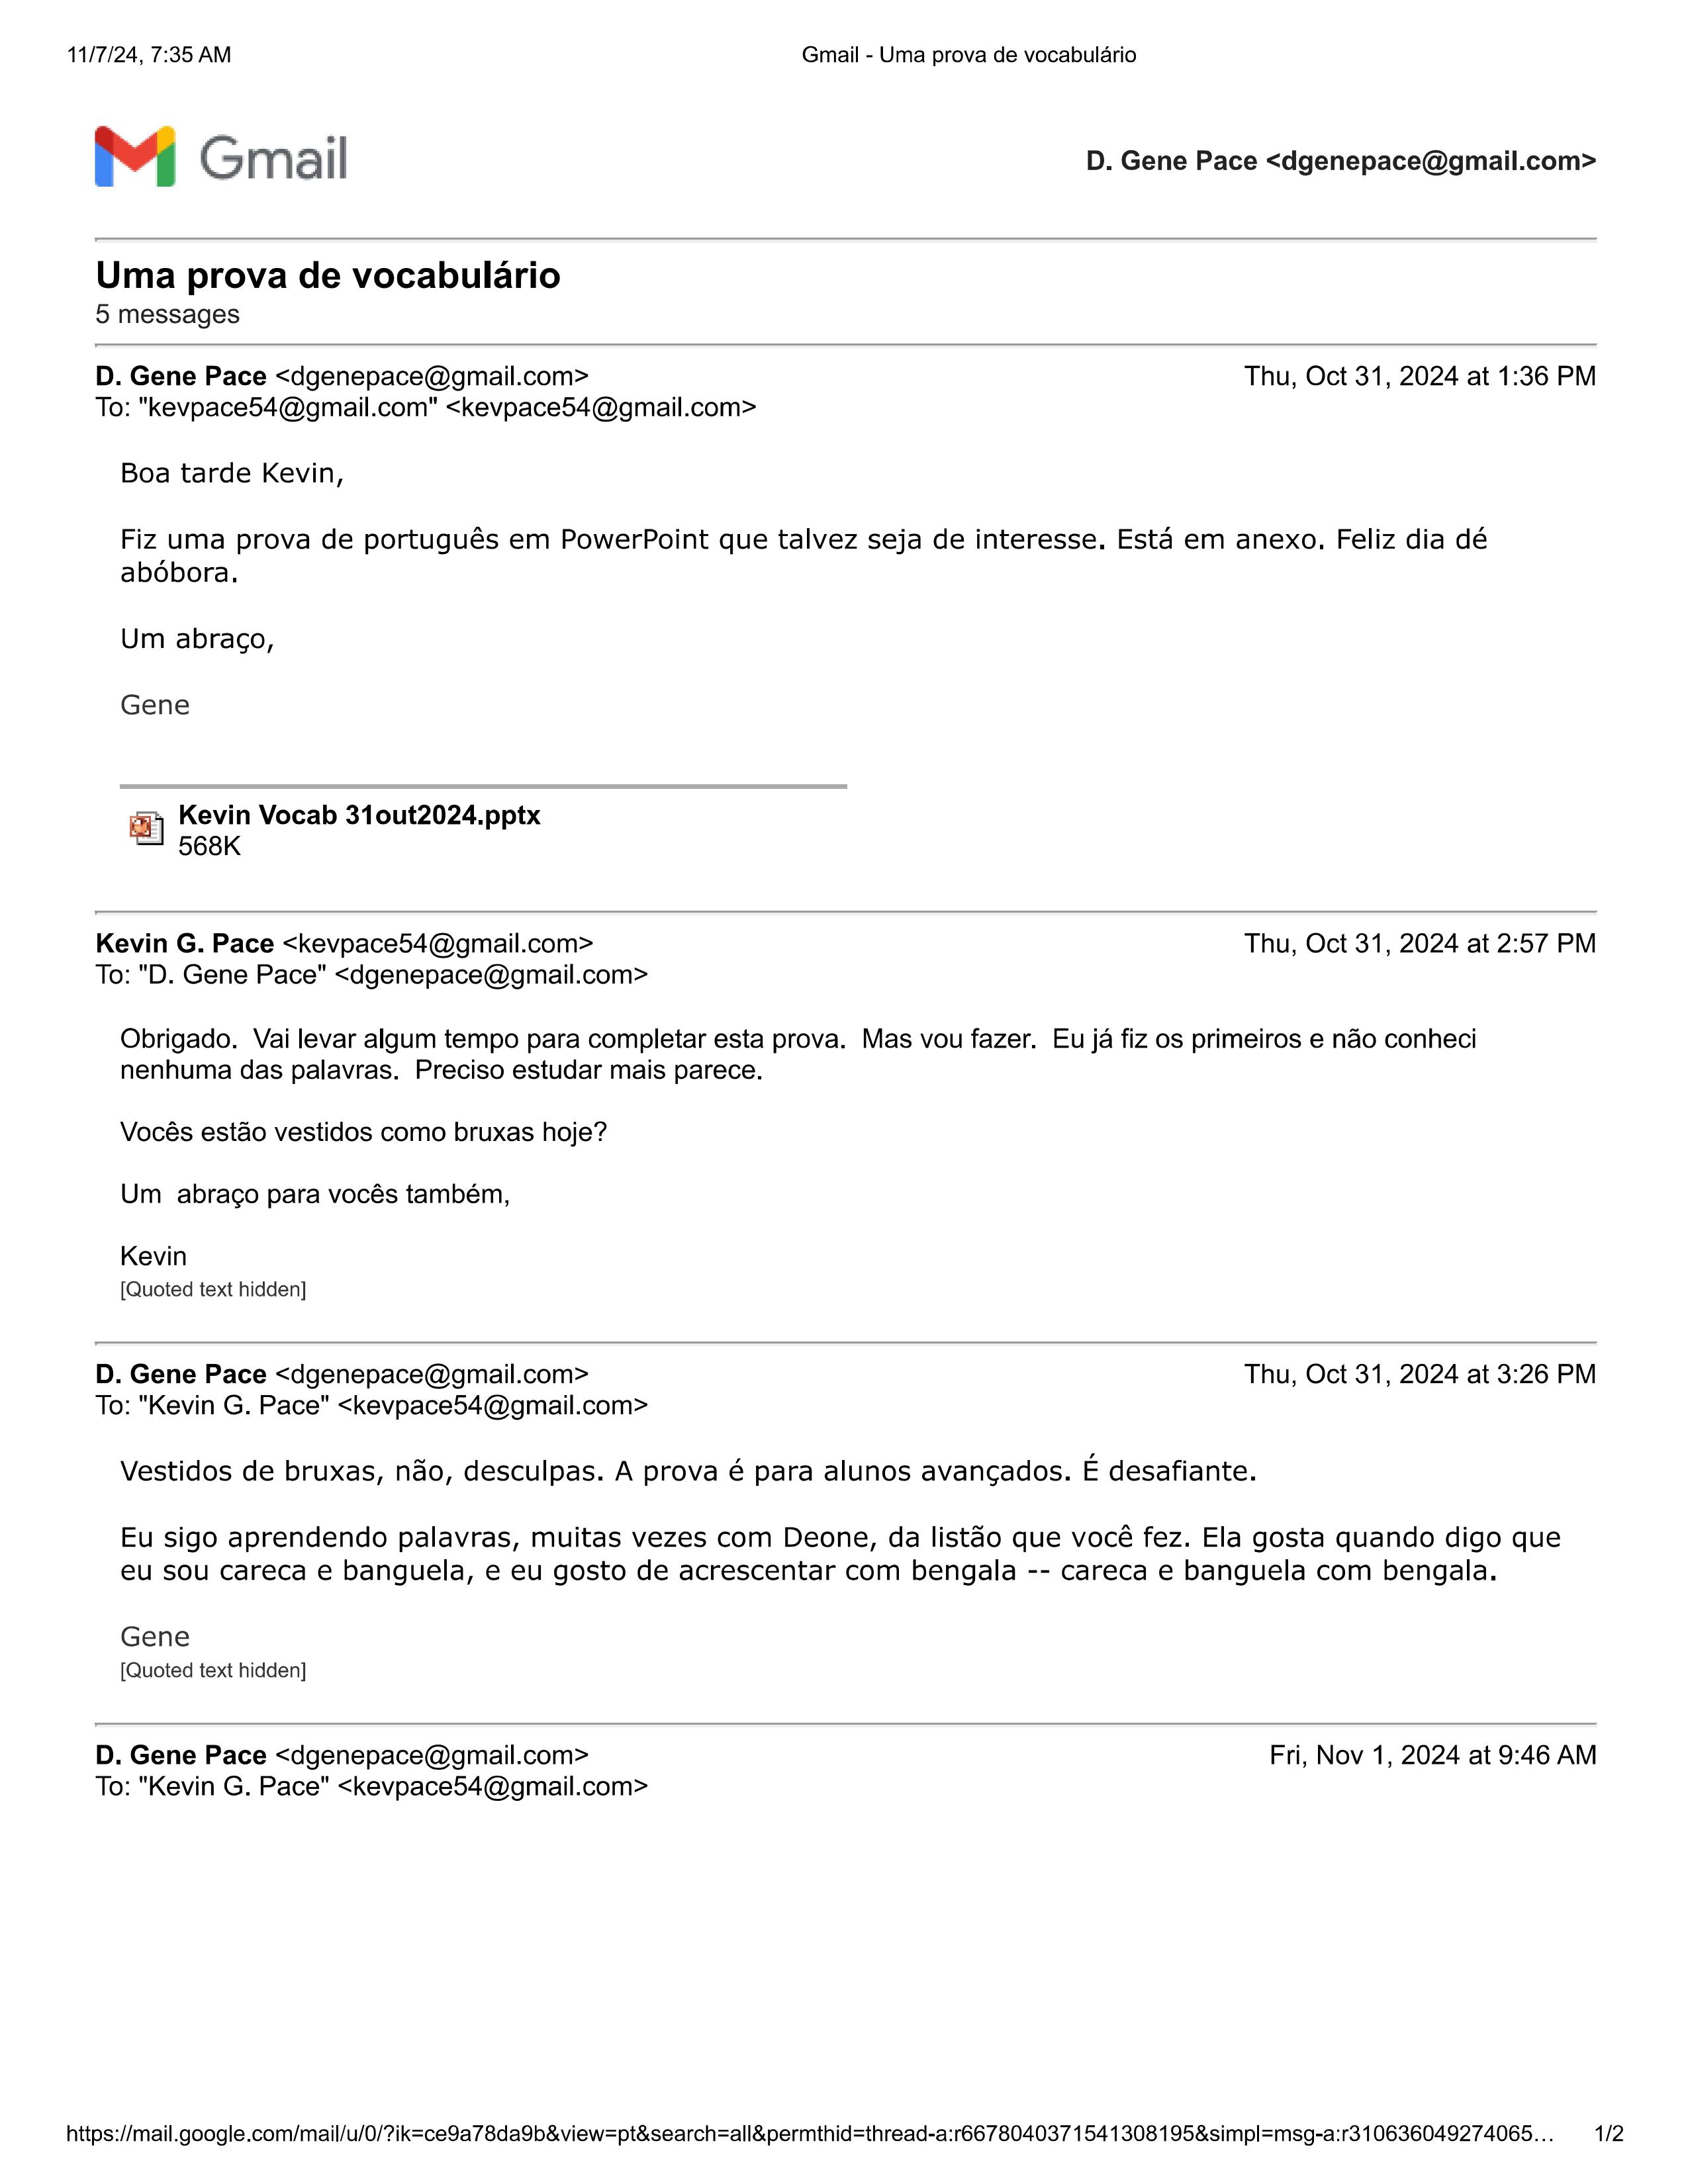 11/7/24, 7:35 AM
Gmail - Uma prova de vocabulário
Gmail
D. Gene Pace <dgenepace@gmail.com>
Uma prova de vocabulário
5 messages
D. Gene Pace <dgenepace@gmail.com>
Thu, Oct 31, 2024 at 1:36 PM
To: "kevpace54@gmail.com" <kevpace54@gmail.com>
Boa tarde Kevin,
Fiz uma prova de português em PowerPoint que talvez seja de interesse. Está em anexo. Feliz dia dé
abóbora.
Um abraço,
Gene
Kevin Vocab 31out2024.pptx
568K
Kevin G. Pace <kevpace54@gmail.com>
Thu, Oct 31, 2024 at 2:57 PM
To: "D. Gene Pace" <dgenepace@gmail.com>
Obrigado.  Vai levar algum tempo para completar esta prova.  Mas vou fazer.  Eu já fiz os primeiros e não conheci
nenhuma das palavras.  Preciso estudar mais parece.
Vocês estão vestidos como bruxas hoje?
Um  abraço para vocês também,
Kevin
[Quoted text hidden]
D. Gene Pace <dgenepace@gmail.com>
Thu, Oct 31, 2024 at 3:26 PM
To: "Kevin G. Pace" <kevpace54@gmail.com>
Vestidos de bruxas, não, desculpas. A prova é para alunos avançados. É desafiante.
Eu sigo aprendendo palavras, muitas vezes com Deone, da listão que você fez. Ela gosta quando digo que
eu sou careca e banguela, e eu gosto de acrescentar com bengala -- careca e banguela com bengala.
Gene
[Quoted text hidden]
D. Gene Pace <dgenepace@gmail.com>
Fri, Nov 1, 2024 at 9:46 AM
To: "Kevin G. Pace" <kevpace54@gmail.com>
https://mail.google.com/mail/u/0/?ik=ce9a78da9b&view=pt&search=all&permthid=thread-a:r6678040371541308195&simpl=msg-a:r310636049274065…
1/2